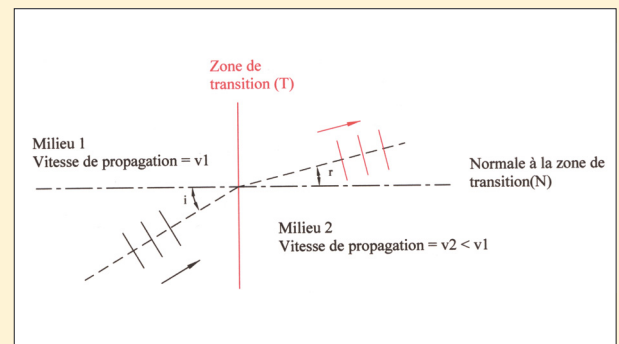 Zone de
transition (T)
Milieu 1
Vitesse de propagation = v1
Normale à la zone de
transition(N)
r
i
Milieu 2
Vitesse de propagation = v2 < v1